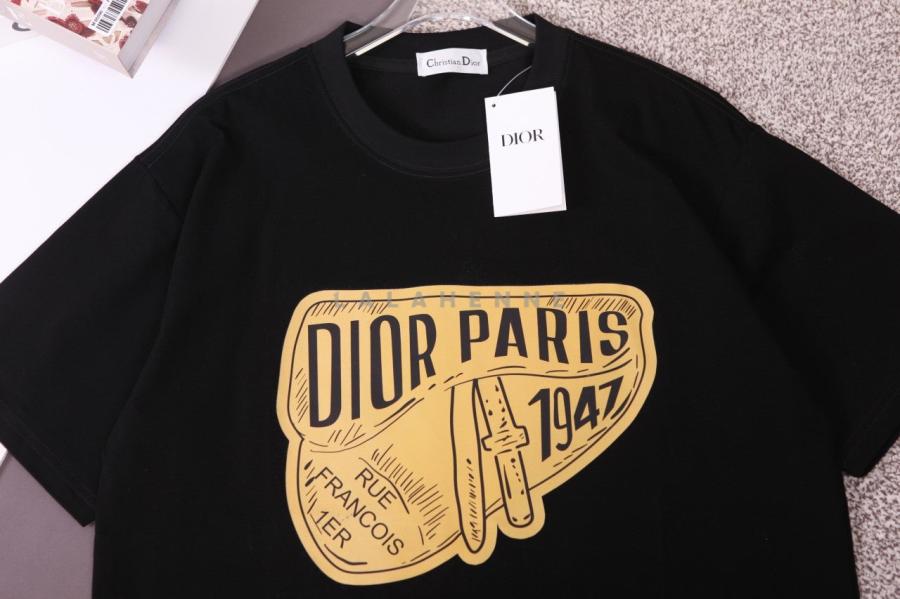 Christian Dior
DIOR
LALAHENNE
DIOR PARIS
1947
RUE
FRANCOIS
1ER